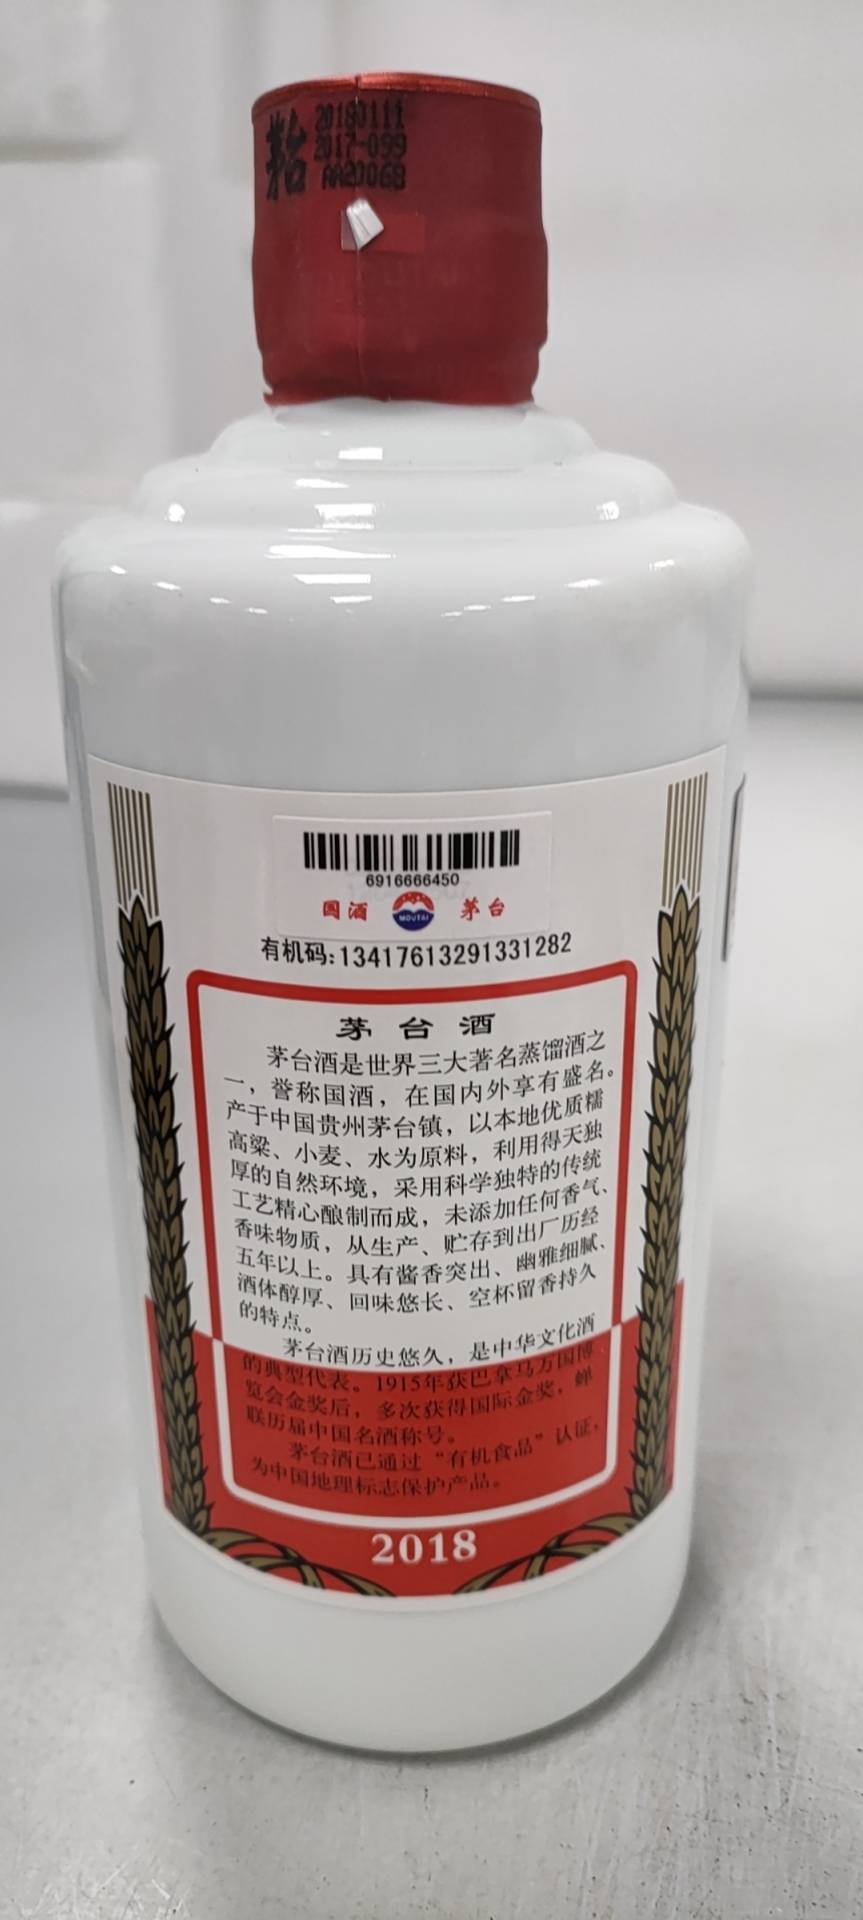 茅台
20180111
2017-099
AA20068
6916666450
国酒
MOUTAI
茅台
有机码:13417613291331282
茅台酒
茅台酒是世界三大著名蒸馏酒之
一，誉称国酒，在国内外享有盛名。
产于中国贵州茅台镇，以本地优质糯
高粱、小麦、水为原料，利用得天独
厚的自然环境，采用科学独特的传统
工艺精心酿制而成，未添加任何香气、
香味物质，从生产、贮存到出厂历经
五年以上。具有酱香突出、幽雅细腻、
酒体醇厚、回味悠长、空杯留香持久
的特点。
茅台酒历史悠久，是中华文化酒
的典型代表。1915年获巴拿马万国博
览会金奖后，多次获得国际金奖，蝉
联历届中国名酒称号。
茅台酒已通过“有机食品”认证，
为中国地理标志保护产品。
2018